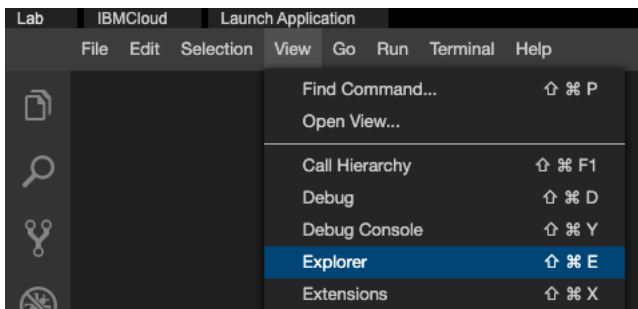 Lab IBMCloud Launch Application
File Edit Selection View Go Run Terminal Help
Find Command... ⇧ ⌘ P
Open View...
Call Hierarchy ⇧ ⌘ F1
Debug ⇧ ⌘ D
Debug Console ⇧ ⌘ Y
Explorer ⇧ ⌘ E
Extensions ⇧ ⌘ X